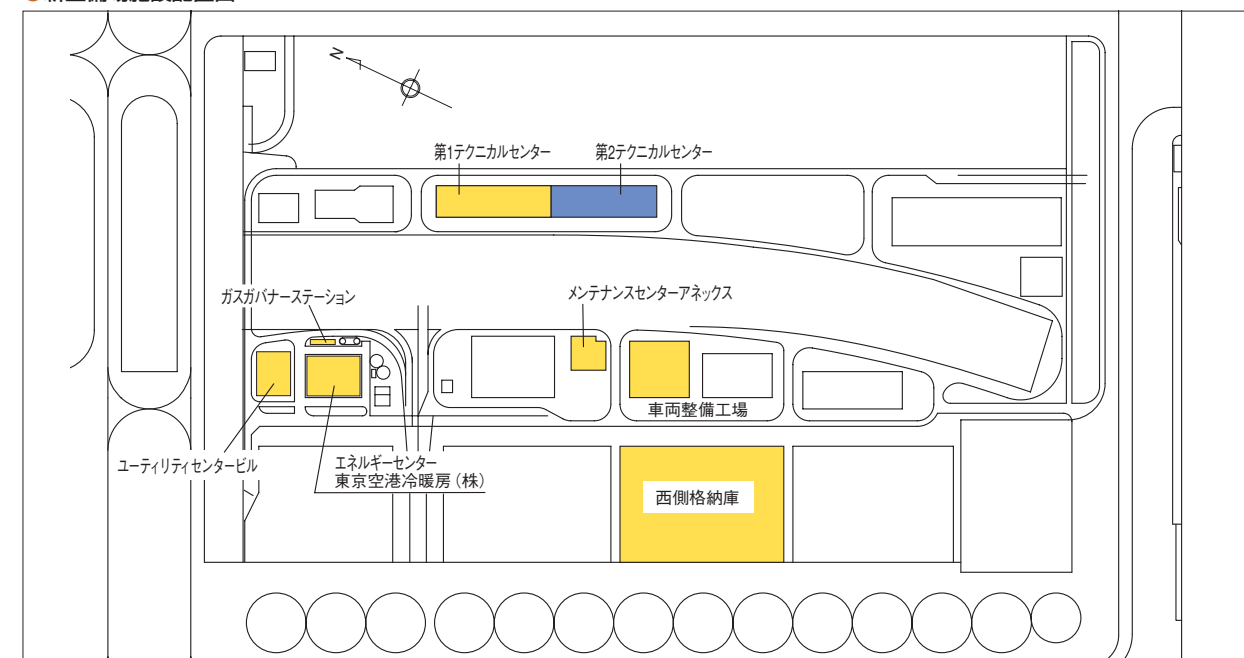 N
第1テクニカルセンター
第2テクニカルセンター
ガスガバナーステーション
メンテナンスセンターアネックス
車両整備工場
ユーティリティセンタービル
エネルギーセンター
東京空港冷暖房(株)
西側格納庫